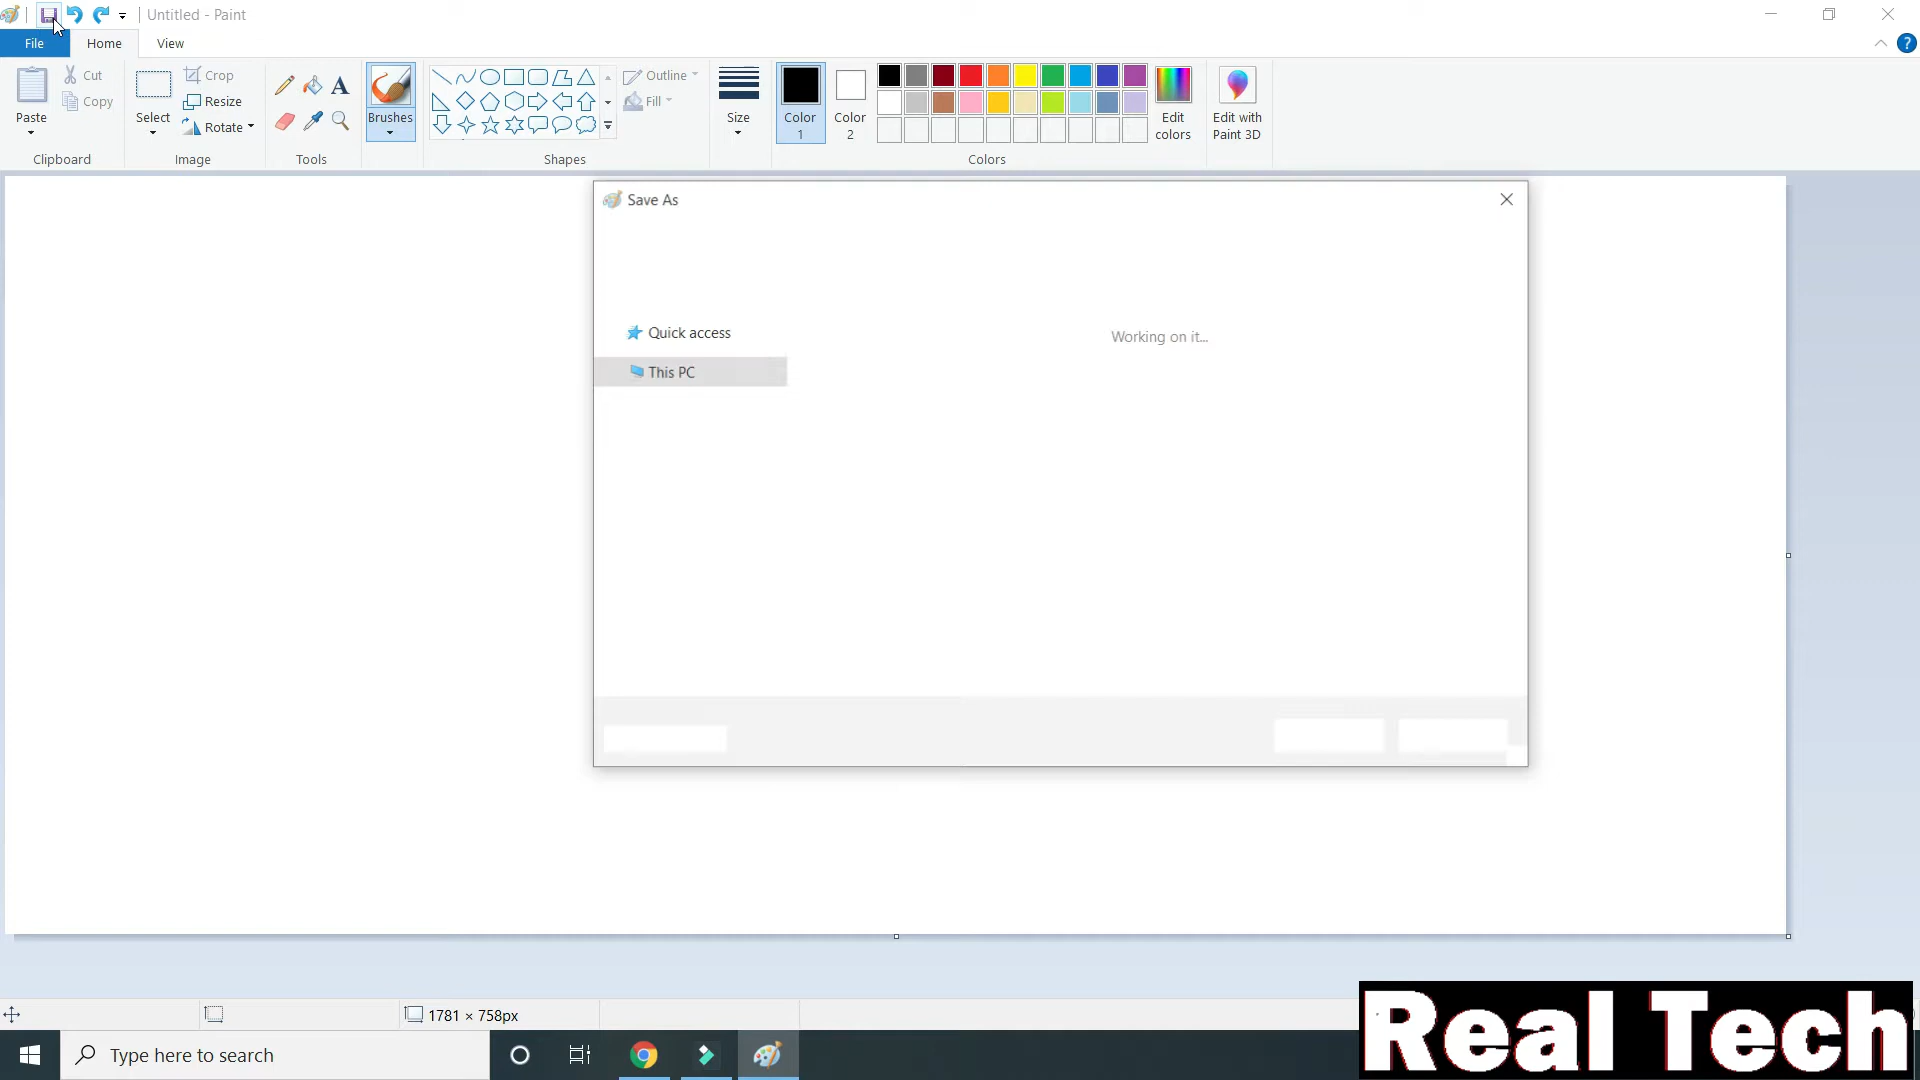 Untitled - Paint
File
Home
View
Paste
Cut
Copy
Clipboard
Select
Crop
Resize
Rotate
Image
A
Tools
Brushes
Shapes
Outline
Fill
Size
Color
1
Color
2
Colors
Edit
colors
Edit with
Paint 3D
?
Save As
Quick access
Working on it...
This PC
1781 × 758px
Type here to search
Real Tech